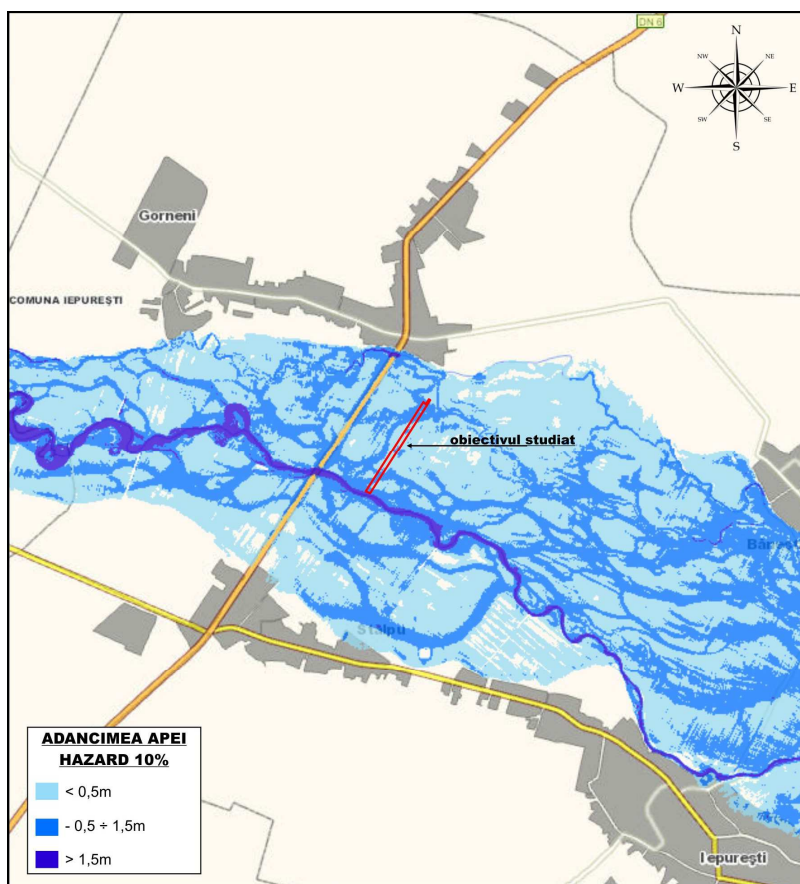 DN 6
N
NW
NE
W
E
SW
SE
S
Gorneni
COMUNA IEPUREȘTI
obiectivul studiat
Stâlpu
ADANCIMEA APEI
HAZARD 10%
< 0,5m
- 0,5 ÷ 1,5m
> 1,5m
Iepurești